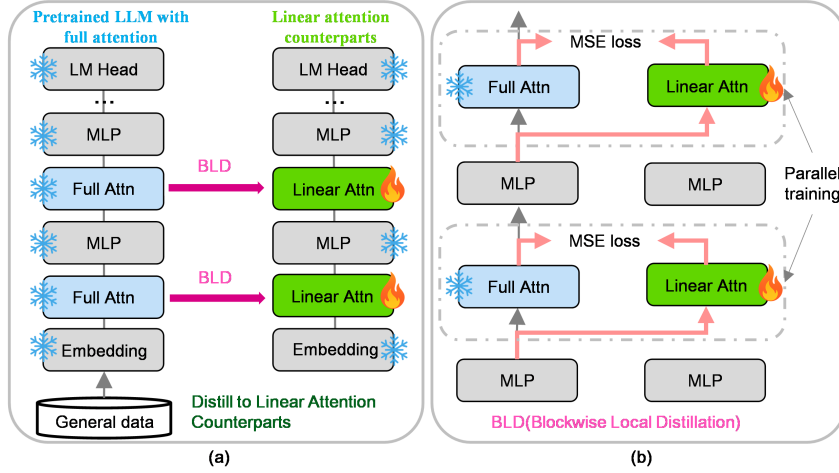 Pretrained LLM with
full attention
Linear attention
counterparts
LM Head
LM Head
...
...
MLP
MLP
BLD
Full Attn
Linear Attn
MLP
MLP
BLD
Full Attn
Linear Attn
Embedding
Embedding
General data
Distill to Linear Attention
Counterparts
(a)
MSE loss
Full Attn
Linear Attn
MLP
MLP
Parallel
training
MSE loss
Full Attn
Linear Attn
MLP
MLP
BLD(Blockwise Local Distillation)
(b)